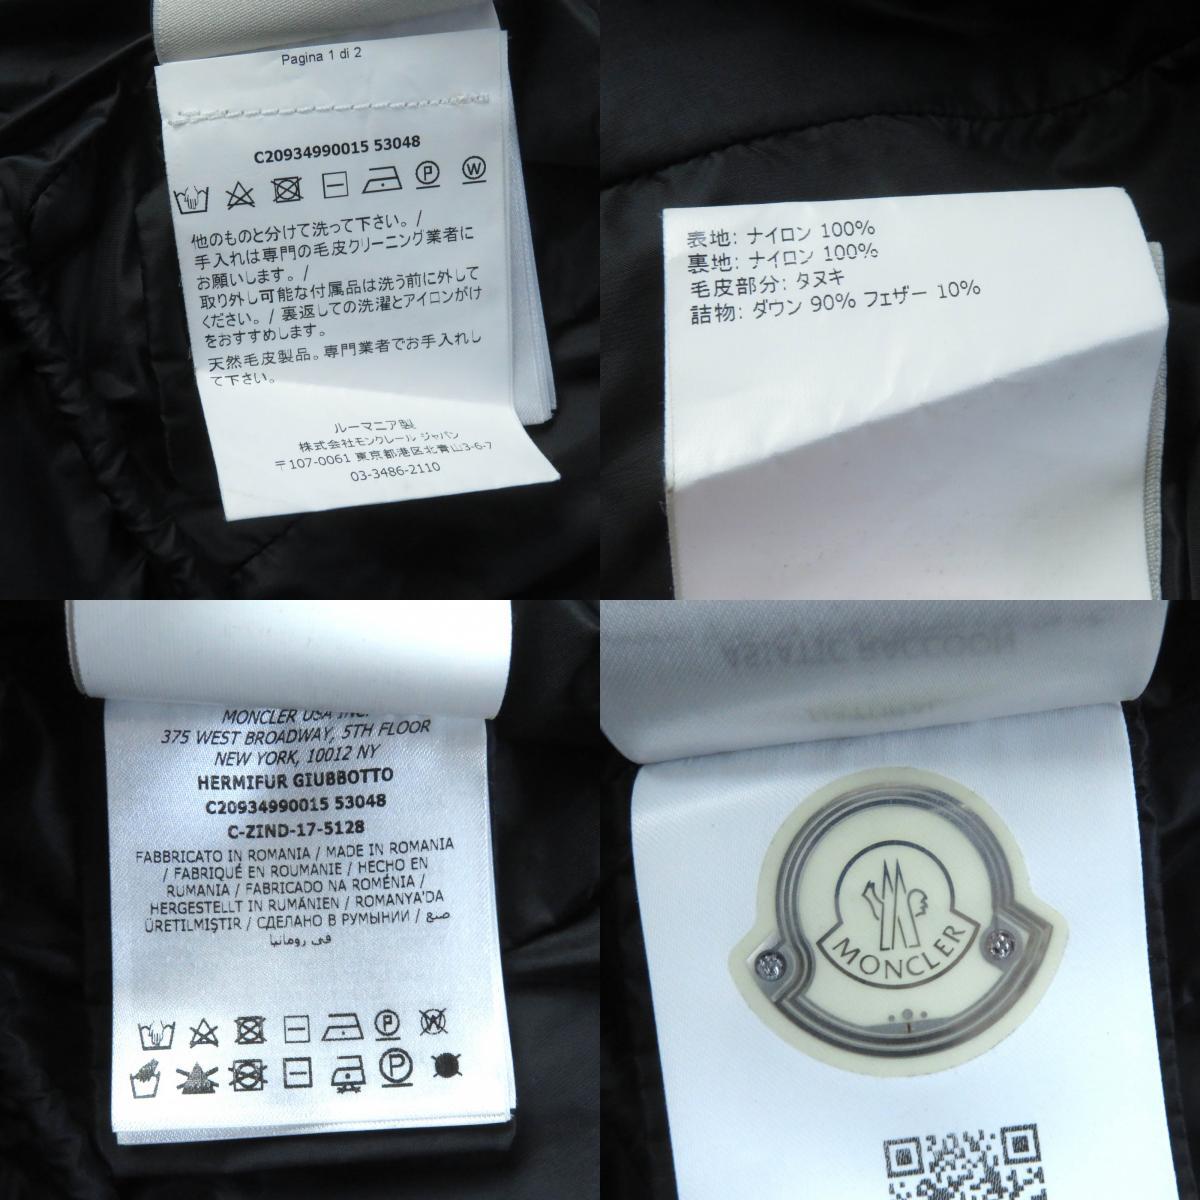 Pagina 1 di 2
C20934990015 53048
P W
他のものと分けて洗って下さい。/
手入れは専門の毛皮クリーニング業者に
お願いします。/
取り外し可能な付属品は洗う前に外して
ください。/ 裏返しての洗濯とアイロンがけ
をおすすめします。
天然毛皮製品。専門業者でお手入れし
て下さい。
ルーマニア製
株式会社モンクレール ジャパン
〒107-0061 東京都港区北青山3-6-7
03-3486-2110
表地: ナイロン 100%
裏地: ナイロン 100%
毛皮部分: タヌキ
詰物: ダウン 90% フェザー 10%
MONCLER USA INC.
375 WEST BROADWAY, 5TH FLOOR
NEW YORK, 10012 NY
HERMIFUR GIUBBOTTO
C20934990015 53048
C-ZIND-17-5128
FABBRICATO IN ROMANIA / MADE IN ROMANIA
/ FABRIQUÉ EN ROUMANIE / HECHO EN
RUMANIA / FABRICADO NA ROMÉNIA /
HERGESTELLT IN RUMÄNIEN / ROMANYA'DA
ÜRETILMIŞTIR / СДЕЛАНО В РУМЫНИИ / صنع
في رومانيا
P W
P
ASIATIC RACCOON
MONCLER